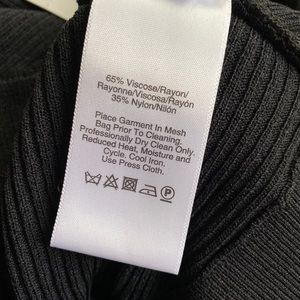 65% Viscose/Rayon/
Rayonne/Viscosa/Rayón
35% Nylon/Nilón
Place Garment In Mesh
Bag Prior To Cleaning.
Professionally Dry Clean Only.
Reduced Heat, Moisture and
Cycle. Cool Iron.
Use Press Cloth.
P